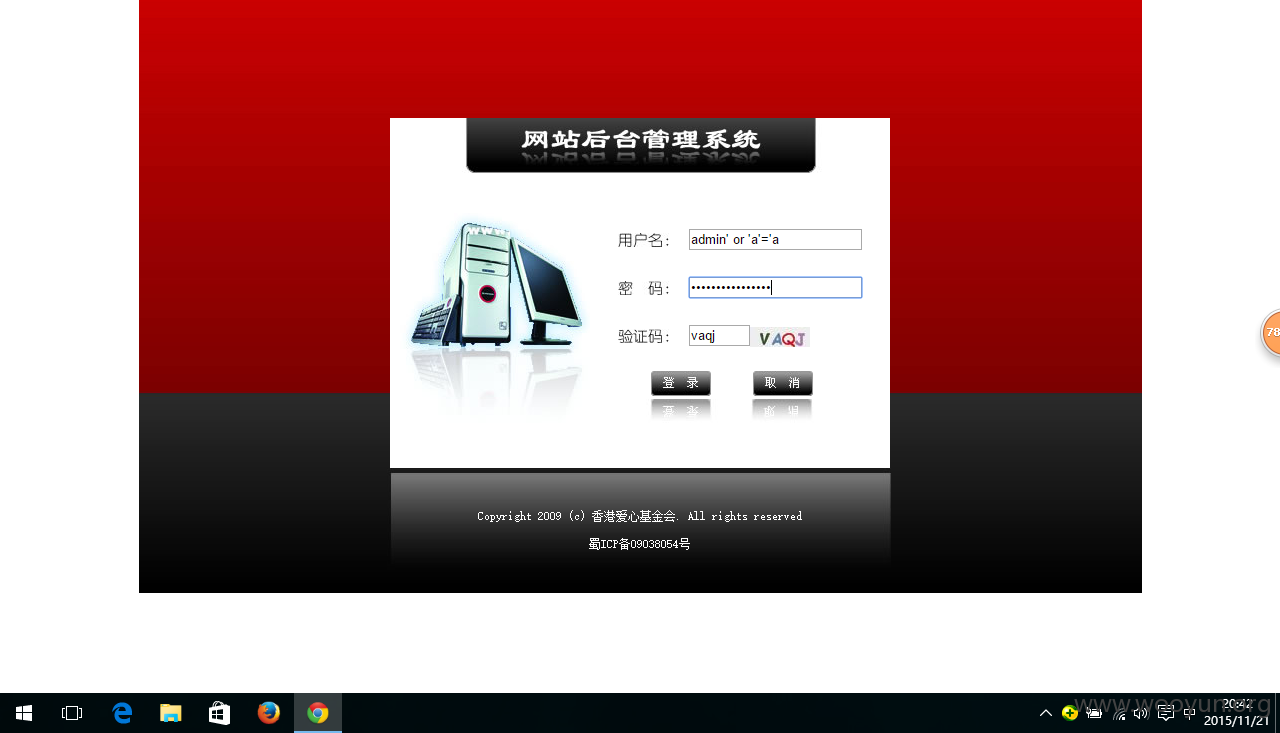 网站后台管理系统
www
用户名：
admin' or 'a'='a
密 码：
••••••••••••••••
验证码：
vaqj
VAQJ
登 录
取 消
Copyright 2009 (c) 香港爱心基金会. All rights reserved
蜀ICP备09038054号
78
www.wooyun.org
中
20:42
2015/11/21